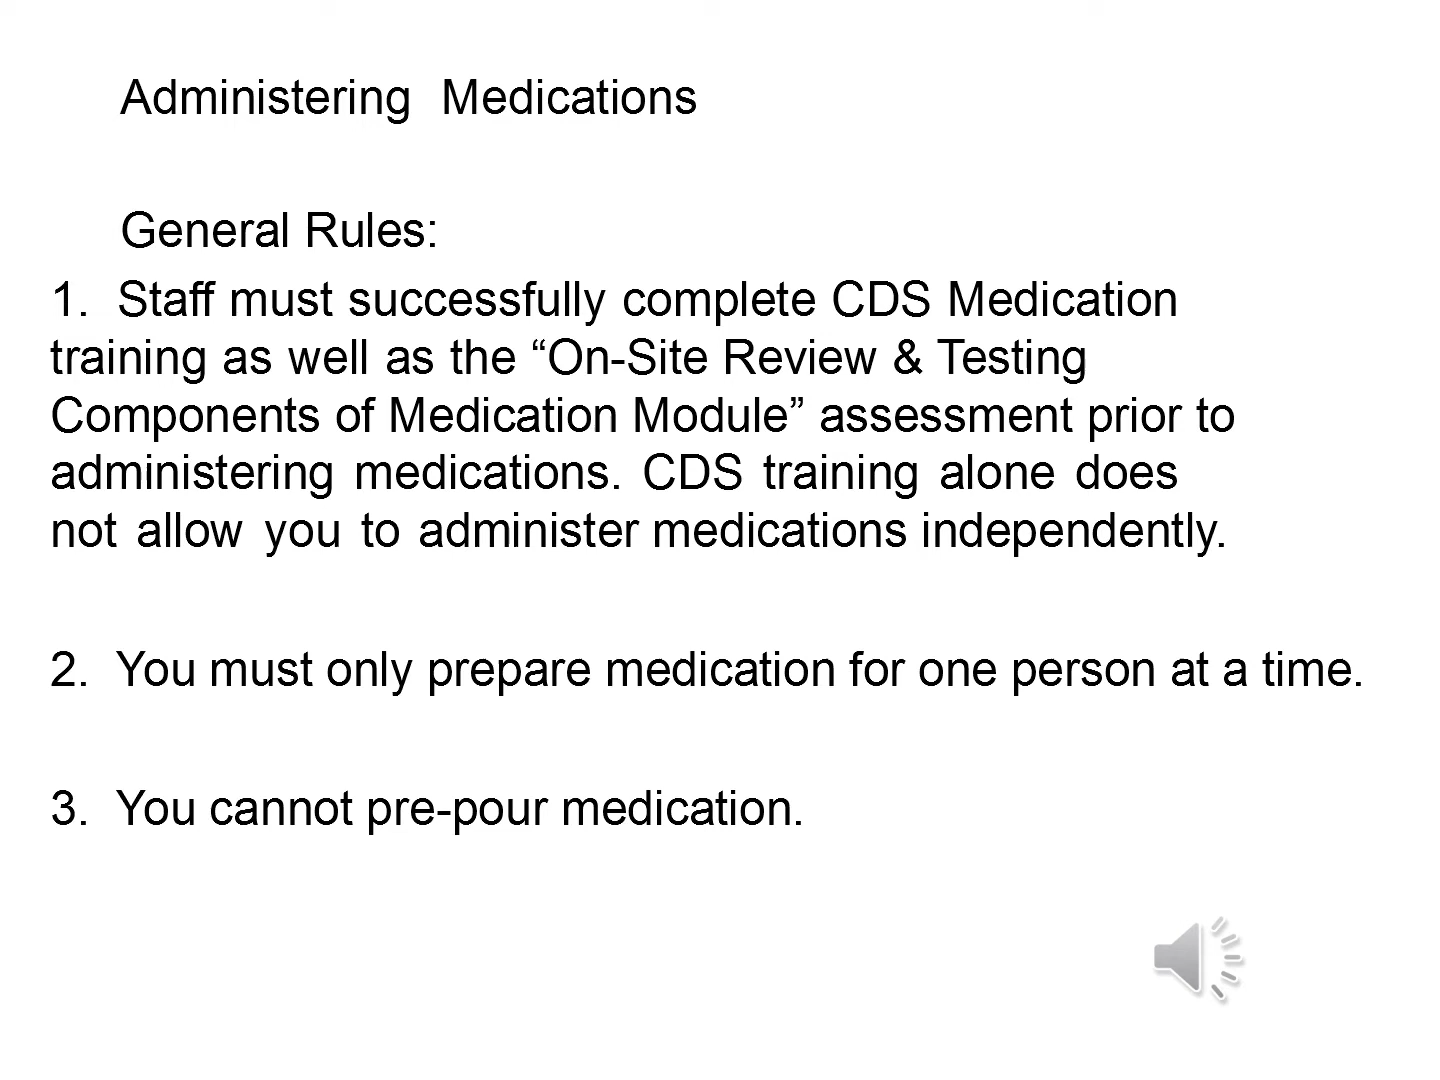 Administering Medications
General Rules:
1. Staff must successfully complete CDS Medication
training as well as the “On-Site Review & Testing
Components of Medication Module” assessment prior to
administering medications. CDS training alone does
not allow you to administer medications independently.
2. You must only prepare medication for one person at a time.
3. You cannot pre-pour medication.